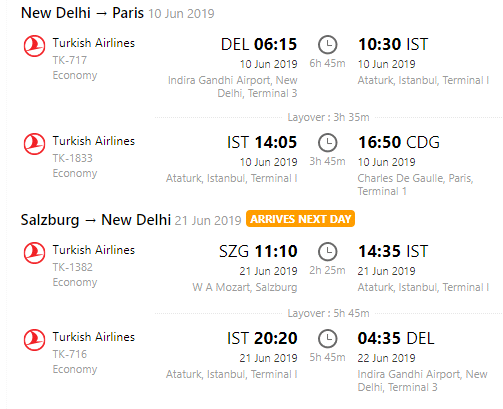 New Delhi → Paris 10 Jun 2019
Turkish Airlines
TK-717
Economy
DEL 06:15
10 Jun 2019
Indira Gandhi Airport, New
Delhi, Terminal 3
6h 45m
10:30 IST
10 Jun 2019
Ataturk, Istanbul, Terminal I
Layover : 3h 35m
Turkish Airlines
TK-1833
Economy
IST 14:05
10 Jun 2019
Ataturk, Istanbul, Terminal I
3h 45m
16:50 CDG
10 Jun 2019
Charles De Gaulle, Paris,
Terminal 1
Salzburg → New Delhi 21 Jun 2019 ARRIVES NEXT DAY
Turkish Airlines
TK-1382
Economy
SZG 11:10
21 Jun 2019
W A Mozart, Salzburg
2h 25m
14:35 IST
21 Jun 2019
Ataturk, Istanbul, Terminal I
Layover : 5h 45m
Turkish Airlines
TK-716
Economy
IST 20:20
21 Jun 2019
Ataturk, Istanbul, Terminal I
5h 45m
04:35 DEL
22 Jun 2019
Indira Gandhi Airport, New
Delhi, Terminal 3